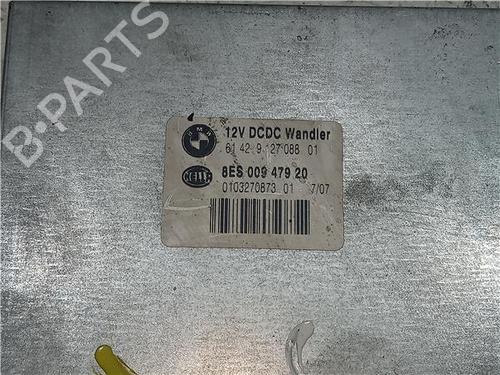 B-PARTS
BMW
12V DCDC Wandler
61 42 9 127 088 01
HELLA
8ES 009 479 20
0103270873 01 7/07